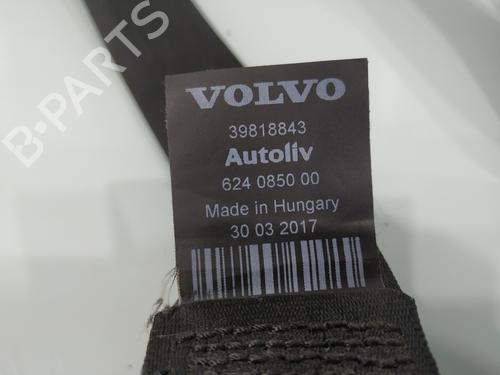 B-PARTS
VOLVO
39818843
Autoliv
624 0850 00
Made in Hungary
30 03 2017